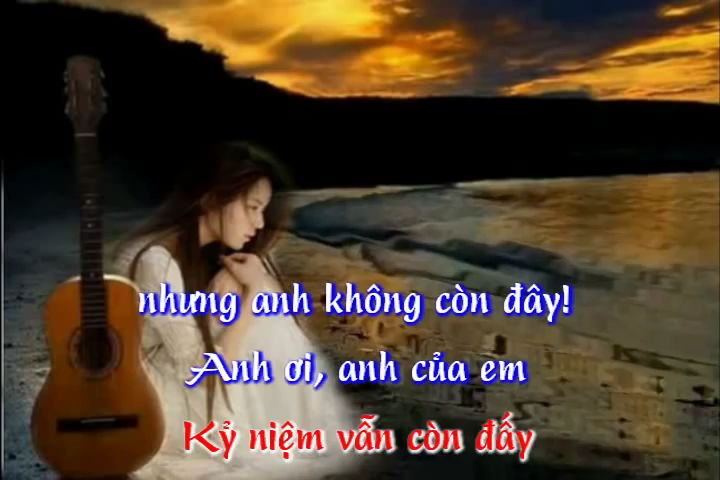 nhưng anh không còn đây!
Anh ơi, anh của em
Kỷ niệm vẫn còn đấy